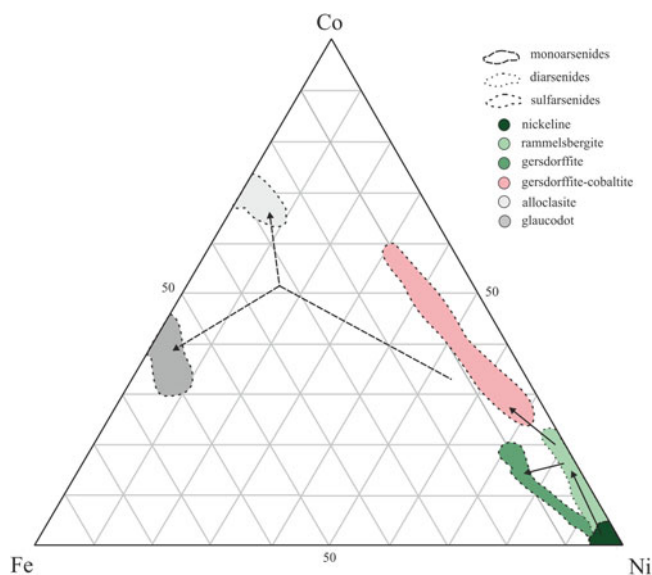 Co
monoarsenides
diarsenides
sulfarsenides
nickeline
rammelsbergite
gersdorffite
gersdorffite-cobaltite
alloclasite
glaucodot
50
50
Fe
50
Ni